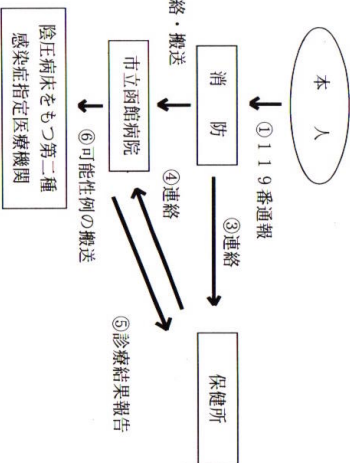 本人
①119番通報
絡・搬送
消防
③連絡
保健所
市立函館病院
④連絡
⑤診療結果報告
⑥可能性例の搬送
陰圧病床をもつ第二種
感染症指定医療機関